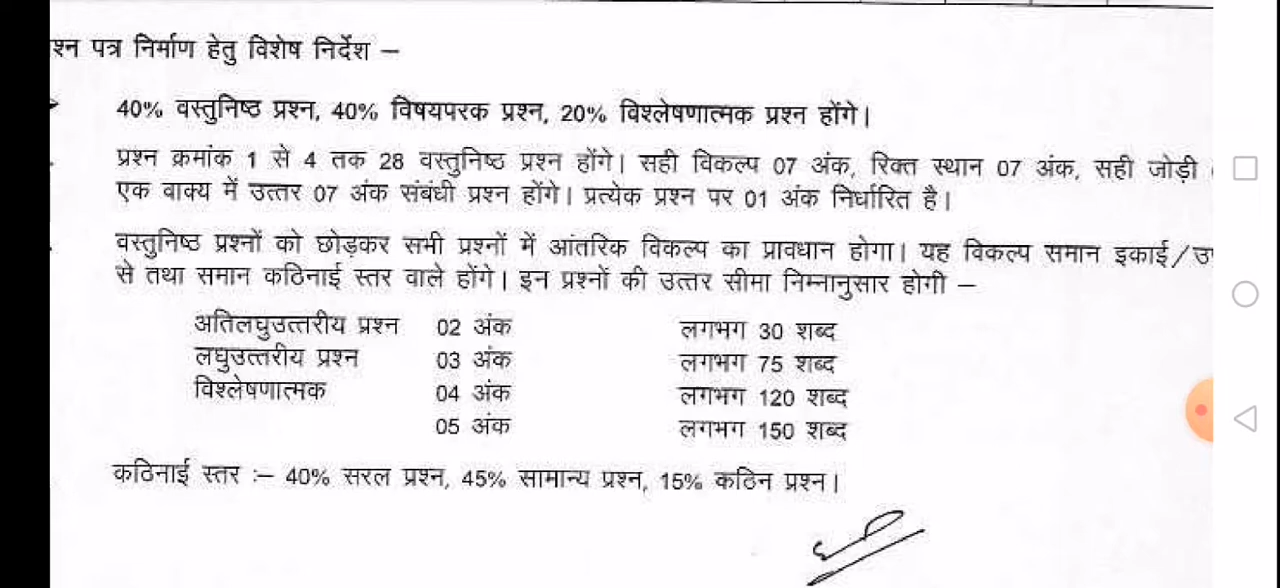 श्न पत्र निर्माण हेतु विशेष निर्देश –
40% वस्तुनिष्ठ प्रश्न, 40% विषयपरक प्रश्न, 20% विश्लेषणात्मक प्रश्न होंगे।
प्रश्न क्रमांक 1 से 4 तक 28 वस्तुनिष्ठ प्रश्न होंगे। सही विकल्प 07 अंक, रिक्त स्थान 07 अंक, सही जोड़ी
एक वाक्य में उत्तर 07 अंक संबंधी प्रश्न होंगे। प्रत्येक प्रश्न पर 01 अंक निर्धारित है।
वस्तुनिष्ठ प्रश्नों को छोड़कर सभी प्रश्नों में आंतरिक विकल्प का प्रावधान होगा। यह विकल्प समान इकाई/उ
से तथा समान कठिनाई स्तर वाले होंगे। इन प्रश्नों की उत्तर सीमा निम्नानुसार होगी –
अतिलघुउत्तरीय प्रश्न 02 अंक लगभग 30 शब्द
लघुउत्तरीय प्रश्न 03 अंक लगभग 75 शब्द
विश्लेषणात्मक 04 अंक लगभग 120 शब्द
05 अंक लगभग 150 शब्द
कठिनाई स्तर :– 40% सरल प्रश्न, 45% सामान्य प्रश्न, 15% कठिन प्रश्न।